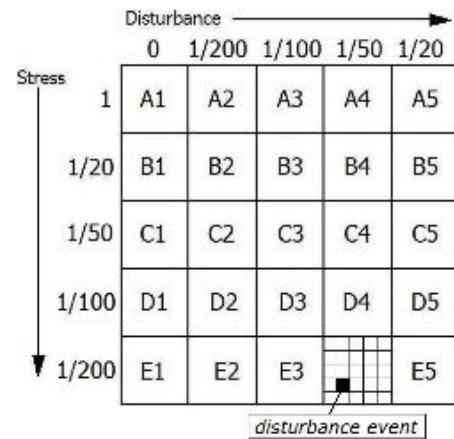 Disturbance
0 1/200 1/100 1/50 1/20
Stress
1 A1 A2 A3 A4 A5
1/20 B1 B2 B3 B4 B5
1/50 C1 C2 C3 C4 C5
1/100 D1 D2 D3 D4 D5
1/200 E1 E2 E3 E5
disturbance event